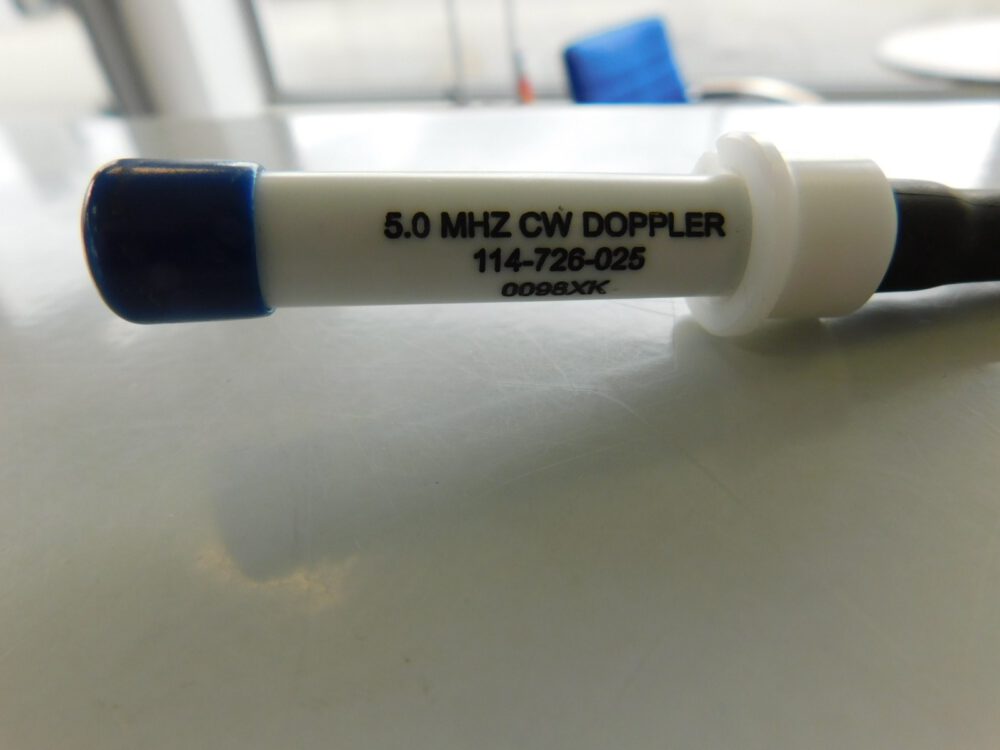 5.0 MHZ CW DOPPLER
114-726-025
0098XK